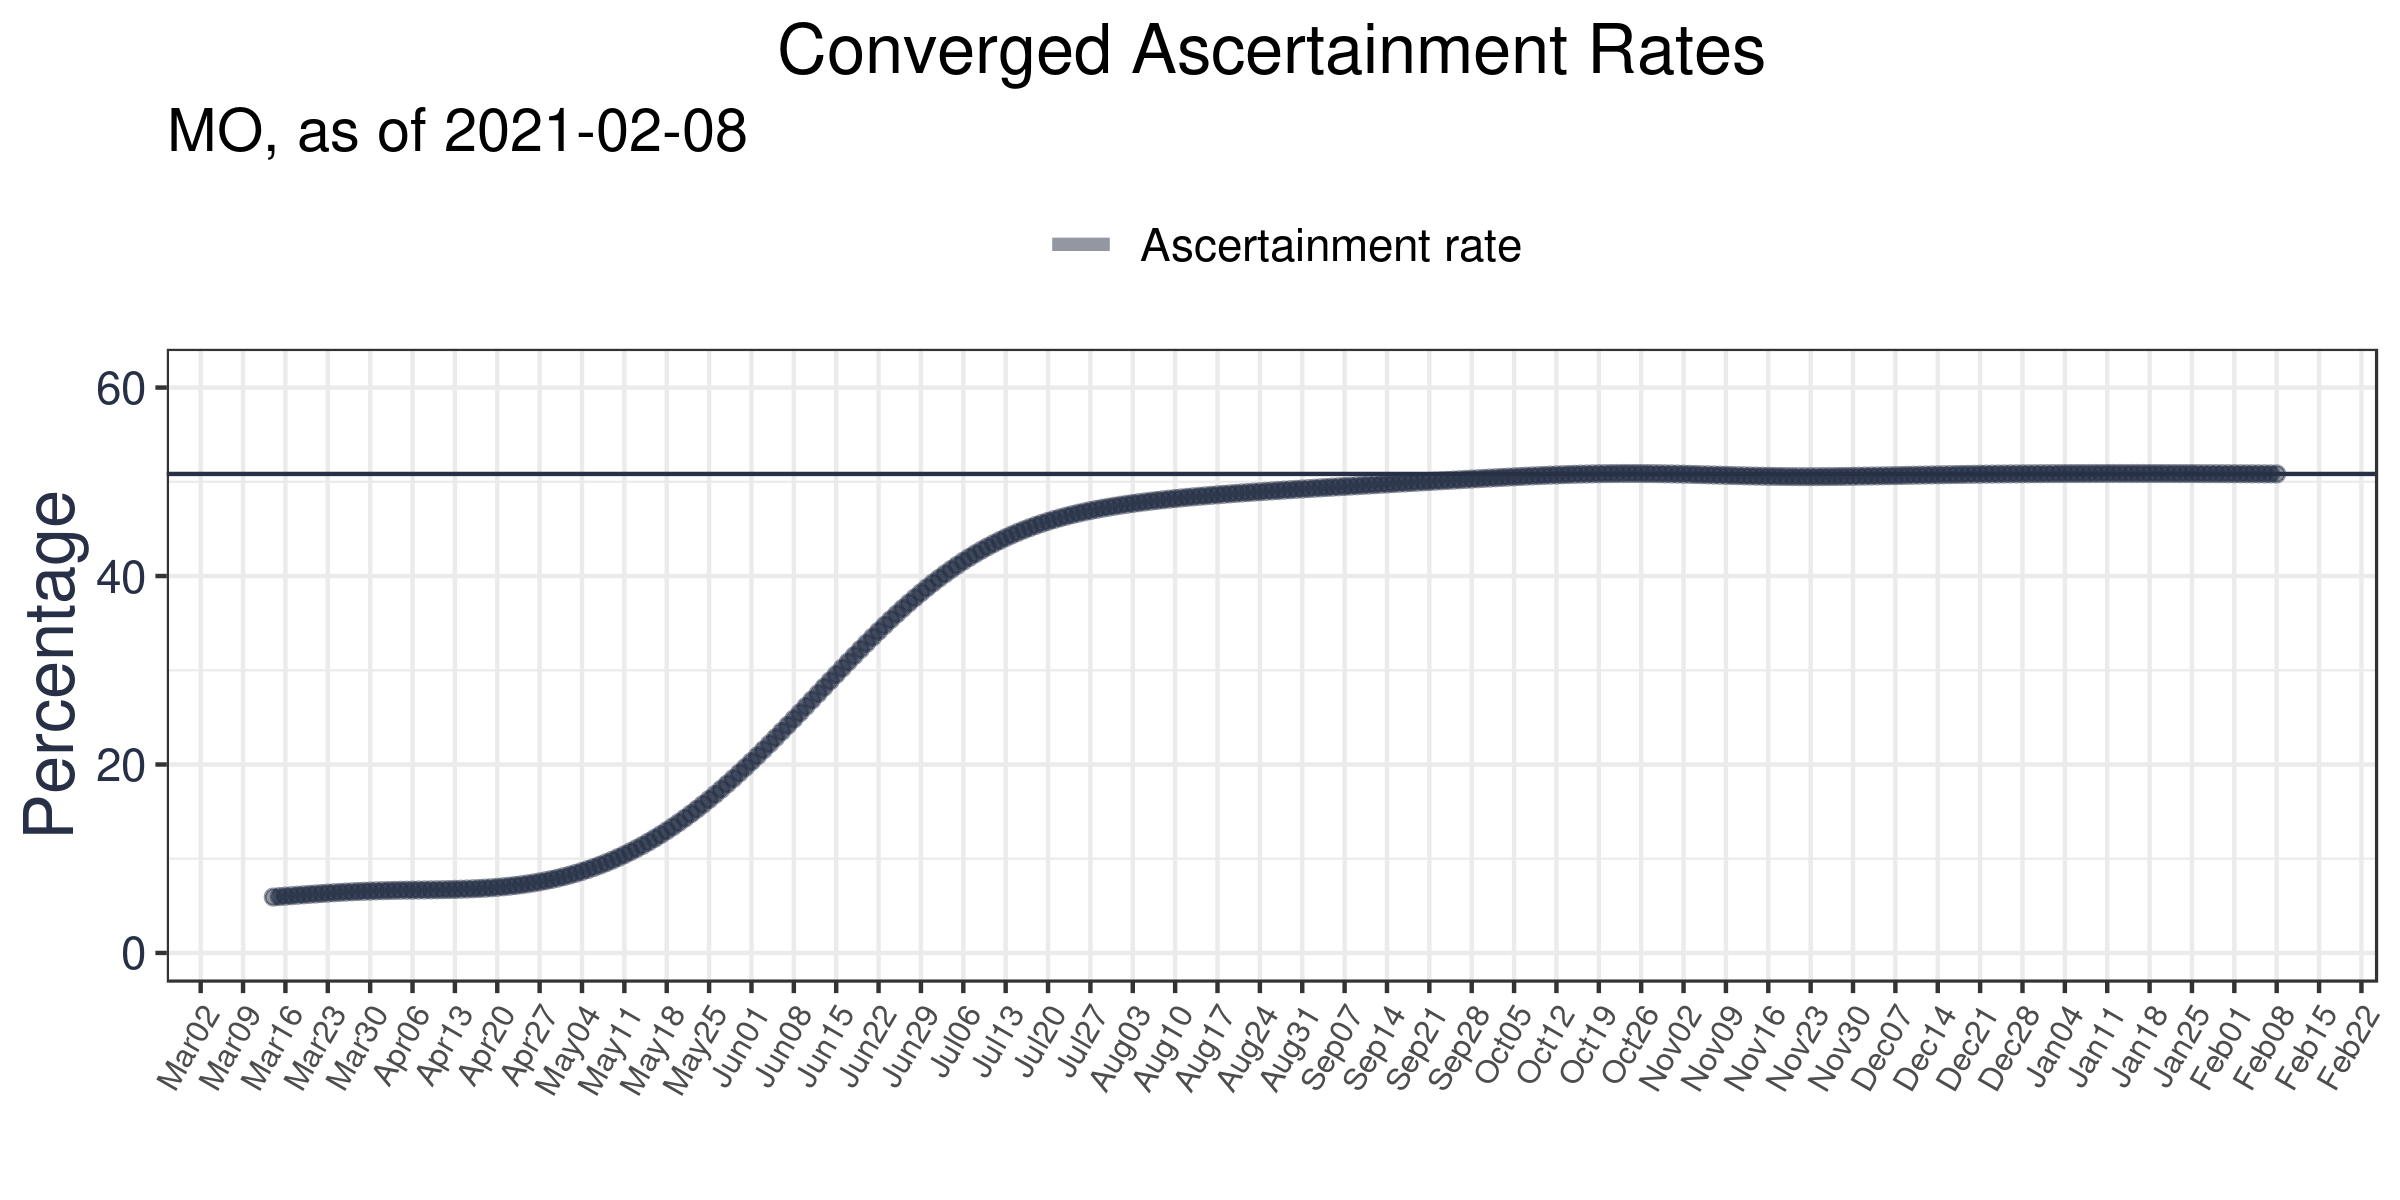 Converged Ascertainment Rates
MO, as of 2021-02-08
Ascertainment rate
Percentage
60
40
20
0
Mar02 Mar09 Mar16 Mar23 Mar30 Apr06 Apr13 Apr20 Apr27 May04 May11 May18 May25 Jun01 Jun08 Jun15 Jun22 Jun29 Jul06 Jul13 Jul20 Jul27 Aug03 Aug10 Aug17 Aug24 Aug31 Sep07 Sep14 Sep21 Sep28 Oct05 Oct12 Oct19 Oct26 Nov02 Nov09 Nov16 Nov23 Nov30 Dec07 Dec14 Dec21 Dec28 Jan04 Jan11 Jan18 Jan25 Feb01 Feb08 Feb15 Feb22